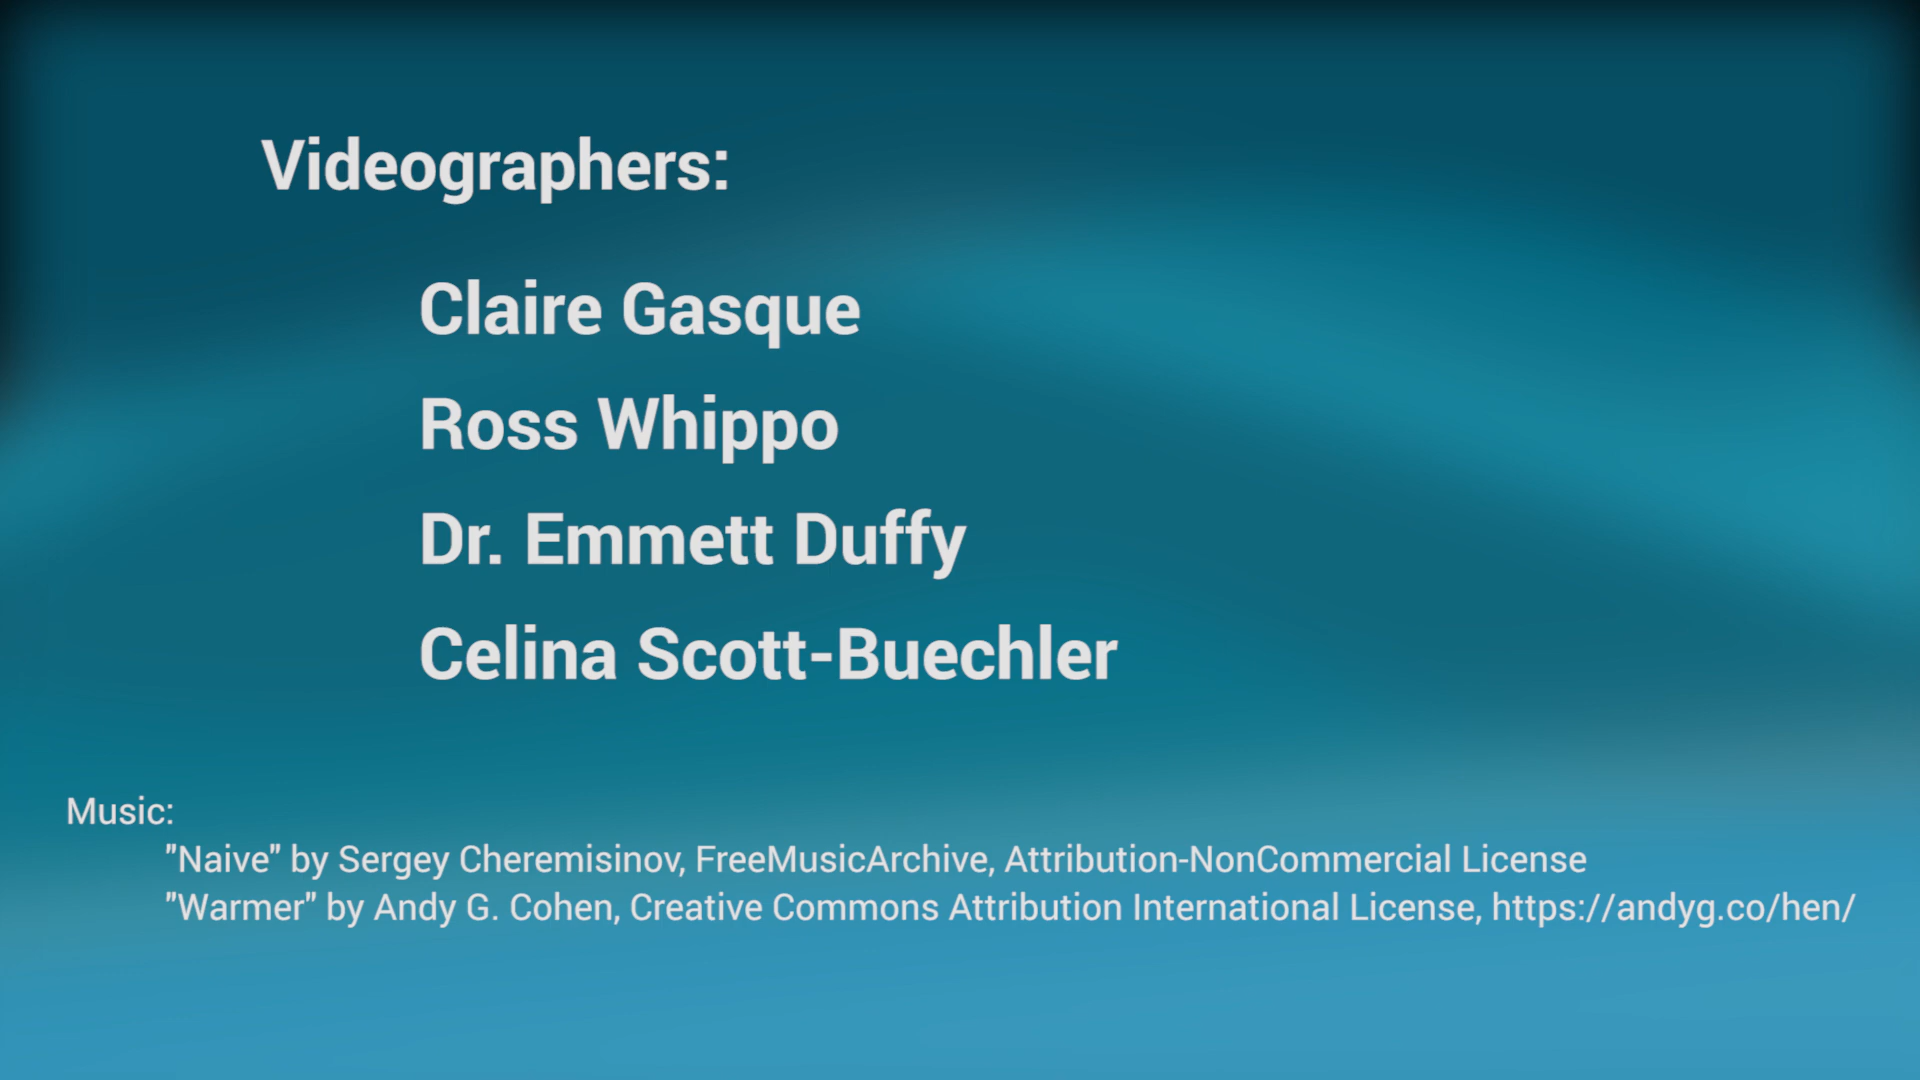 Videographers:
Claire Gasque
Ross Whippo
Dr. Emmett Duffy
Celina Scott-Buechler
Music:
"Naive" by Sergey Cheremisinov, FreeMusicArchive, Attribution-NonCommercial License
"Warmer" by Andy G. Cohen, Creative Commons Attribution International License, https://andyg.co/hen/